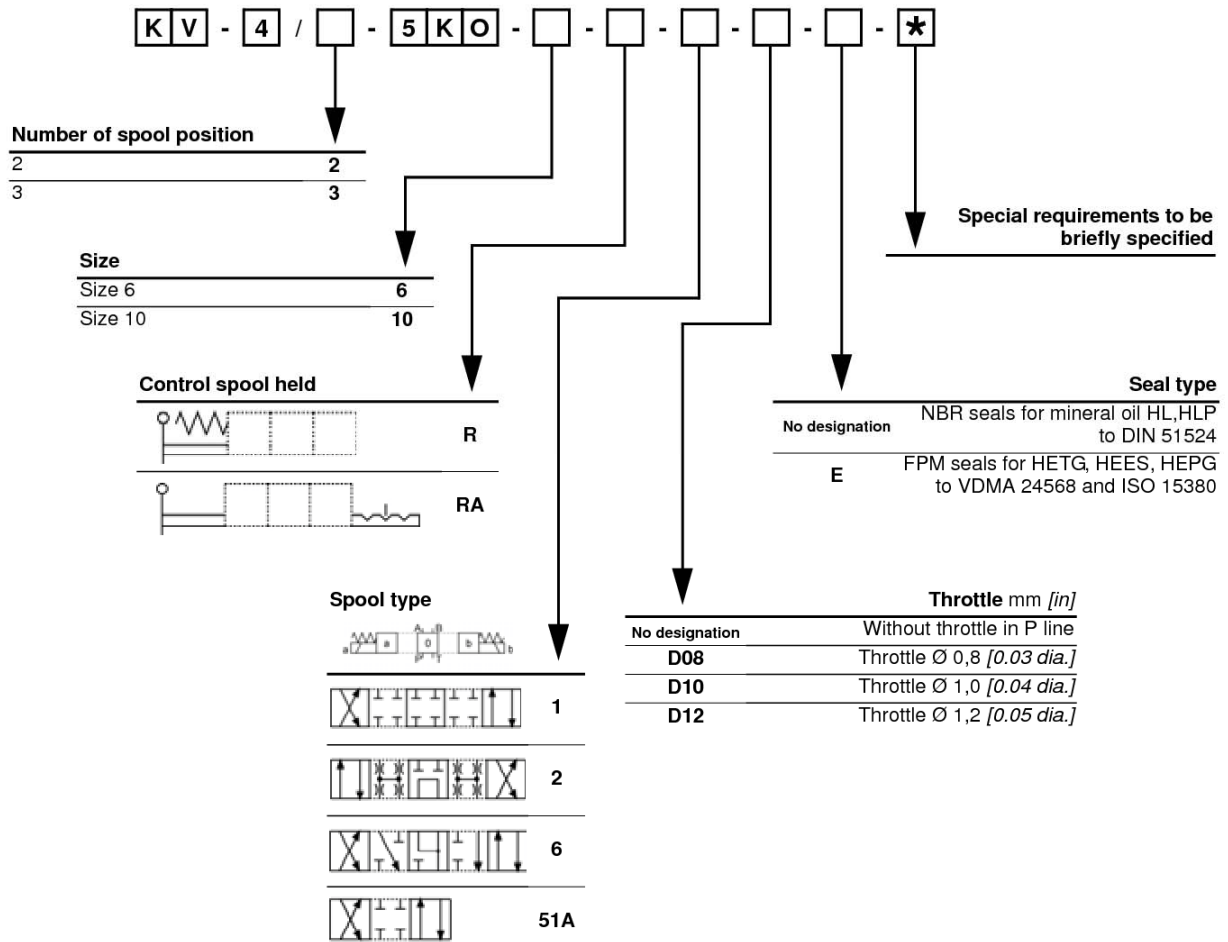 KV - 4 / - 5KO - - - - - - *
Number of spool position
2 2
3 3
Special requirements to be
briefly specified
Size
Size 6 6
Size 10 10
Control spool held
R
RA
Seal type
No designation NBR seals for mineral oil HL,HLP
to DIN 51524
E FPM seals for HETG, HEES, HEPG
to VDMA 24568 and ISO 15380
Spool type
A B
a a 0 b b
P T
1
2
6
51A
Throttle mm [in]
No designation Without throttle in P line
D08 Throttle Ø 0,8 [0.03 dia.]
D10 Throttle Ø 1,0 [0.04 dia.]
D12 Throttle Ø 1,2 [0.05 dia.]